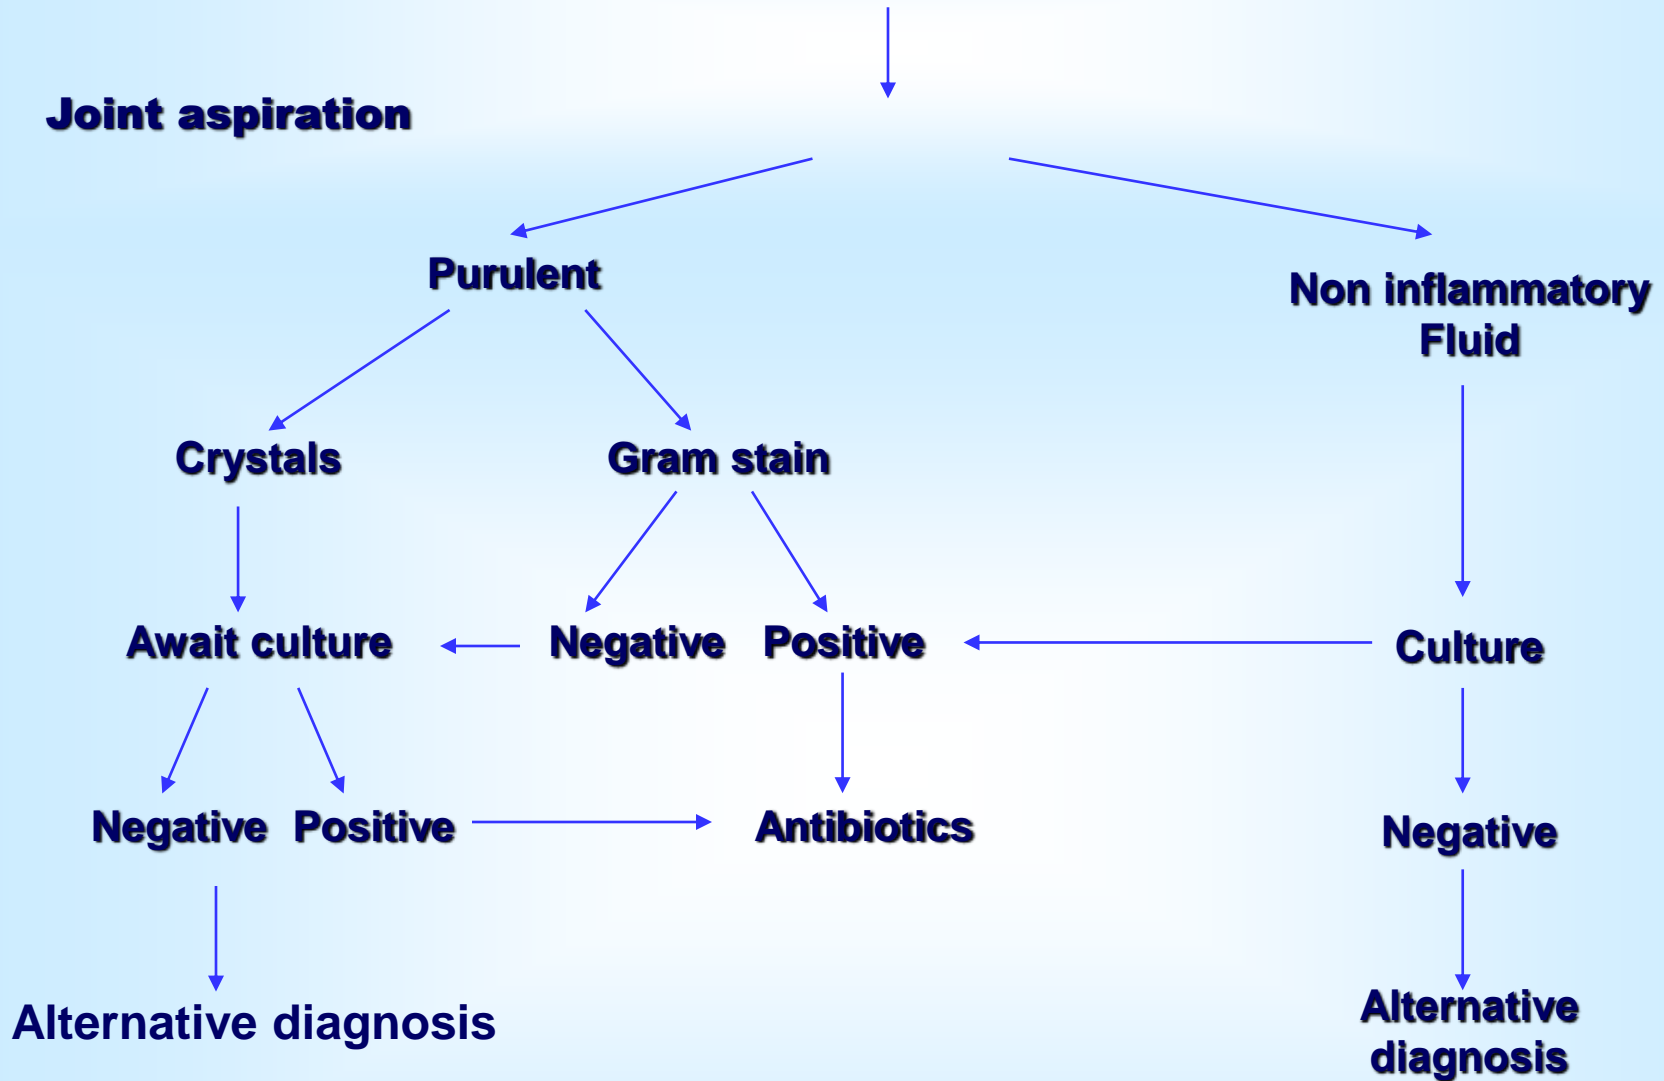 Joint aspiration
Purulent
Non inflammatory
Fluid
Crystals
Gram stain
Await culture
Negative
Positive
Culture
Negative
Positive
Antibiotics
Negative
Alternative diagnosis
Alternative
diagnosis